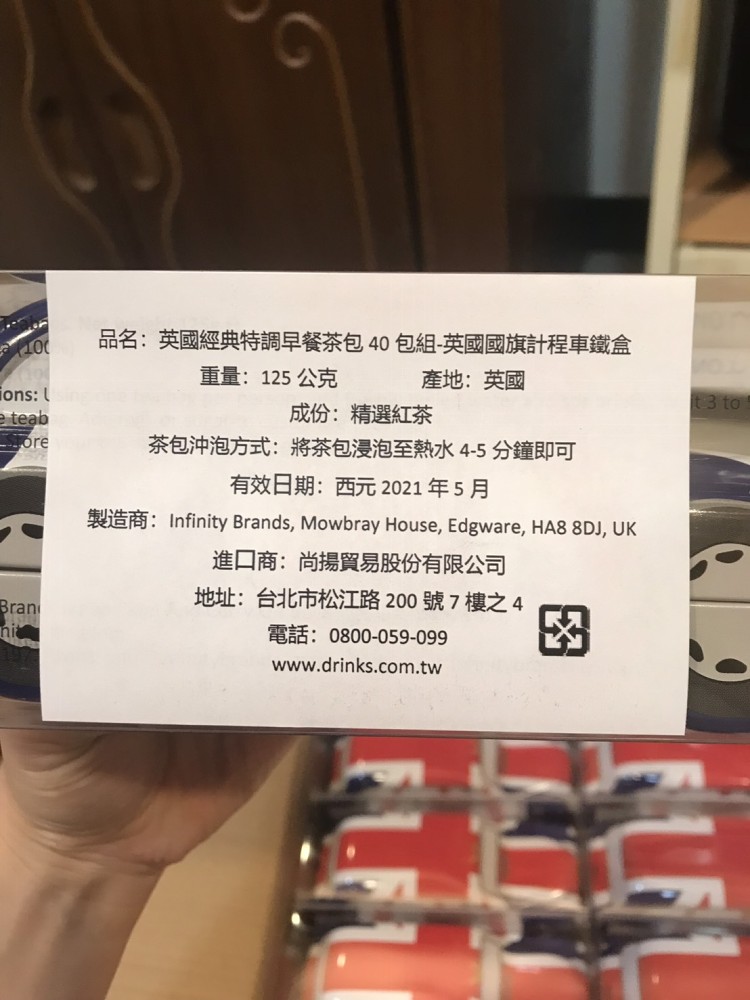 品名：英國經典特調早餐茶包 40 包組-英國國旗計程車鐵盒
重量：125 公克 產地：英國
成份：精選紅茶
茶包沖泡方式：將茶包浸泡至熱水 4-5 分鐘即可
有效日期：西元 2021 年 5 月
製造商：Infinity Brands, Mowbray House, Edgware, HA8 8DJ, UK
進口商：尚揚貿易股份有限公司
地址：台北市松江路 200 號 7 樓之 4
電話：0800-059-099
www.drinks.com.tw